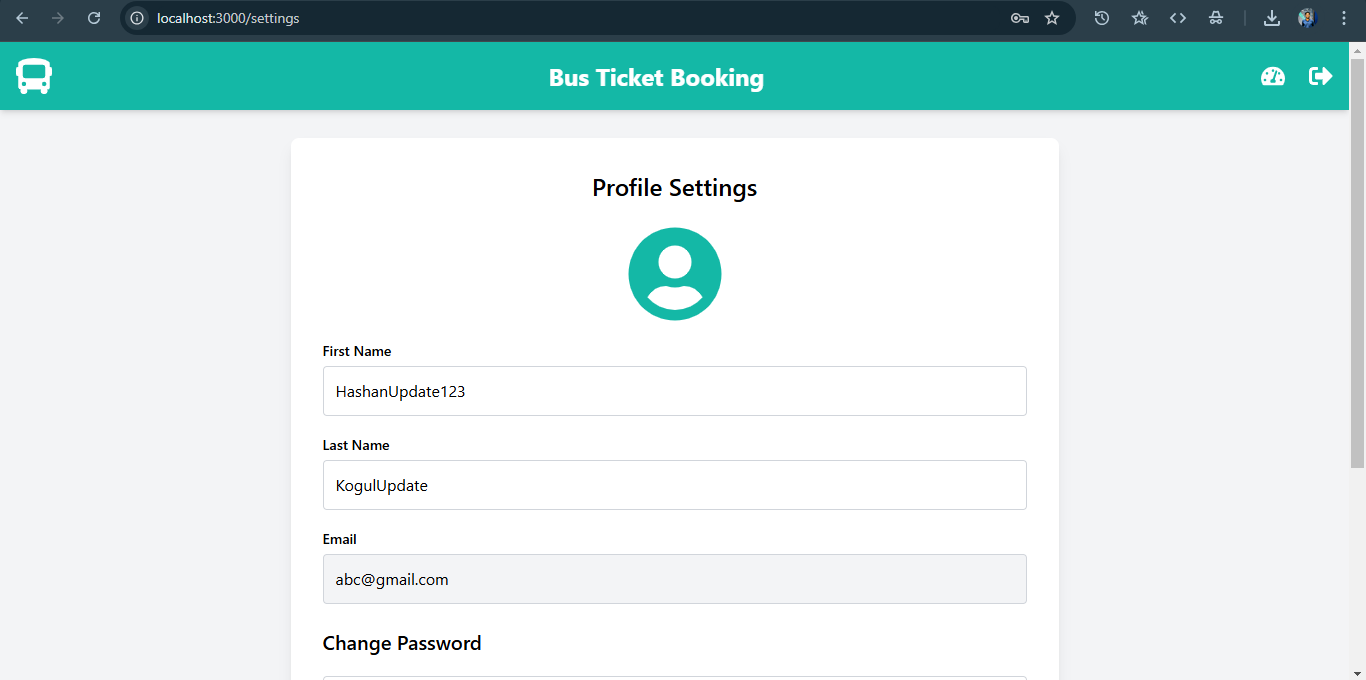 localhost:3000/settings
Bus Ticket Booking
Profile Settings
First Name
HashanUpdate123
Last Name
KogulUpdate
Email
abc@gmail.com
Change Password